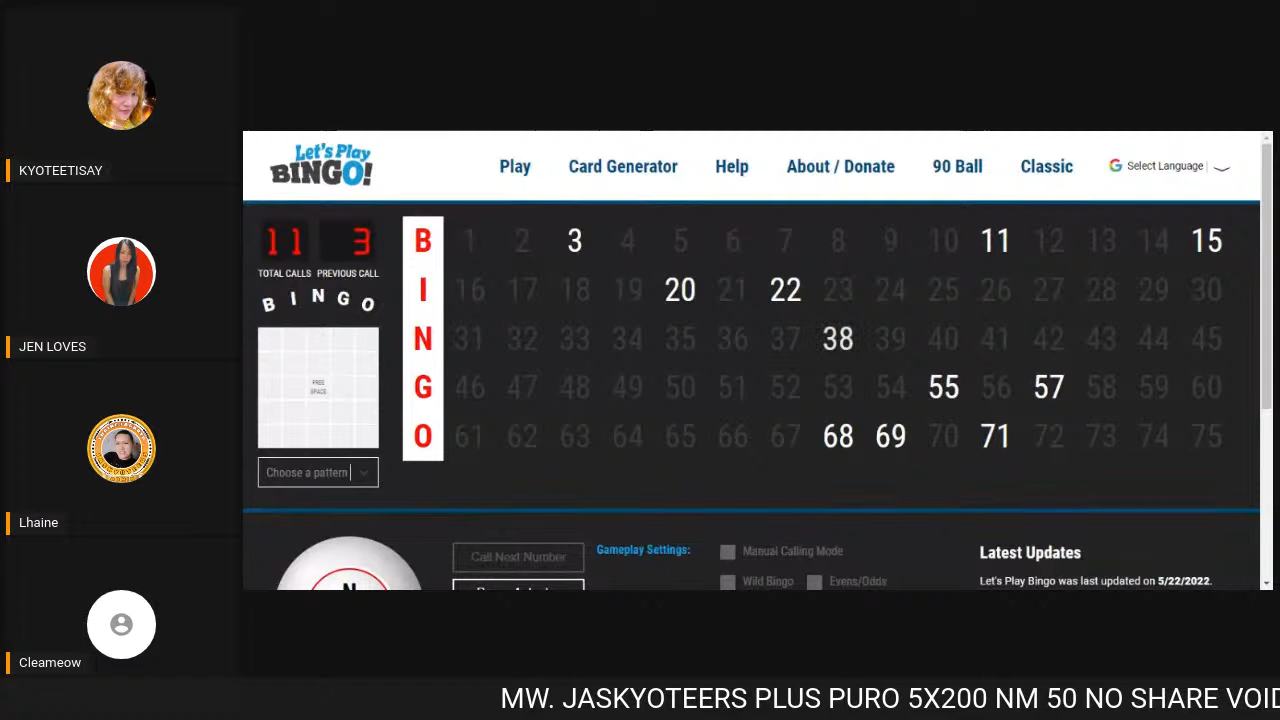 KYOTEETISAY
JEN LOVES
Lhaine
Cleameow
Let's Play
BINGO!
Play Card Generator Help About / Donate 90 Ball Classic Select Language
11 3
TOTAL CALLS PREVIOUS CALL
B I N G O
FREE
SPACE
Choose a pattern
B 1 2 3 4 5 6 7 8 9 10 11 12 13 14 15
I 16 17 18 19 20 21 22 23 24 25 26 27 28 29 30
N 31 32 33 34 35 36 37 38 39 40 41 42 43 44 45
G 46 47 48 49 50 51 52 53 54 55 56 57 58 59 60
O 61 62 63 64 65 66 67 68 69 70 71 72 73 74 75
N
Call Next Number
Gameplay Settings:
Manual Calling Mode
Wild Bingo Evens/Odds
Latest Updates
Let's Play Bingo was last updated on 5/22/2022.
MW. JASKYOTEERS PLUS PURO 5X200 NM 50 NO SHARE VOID